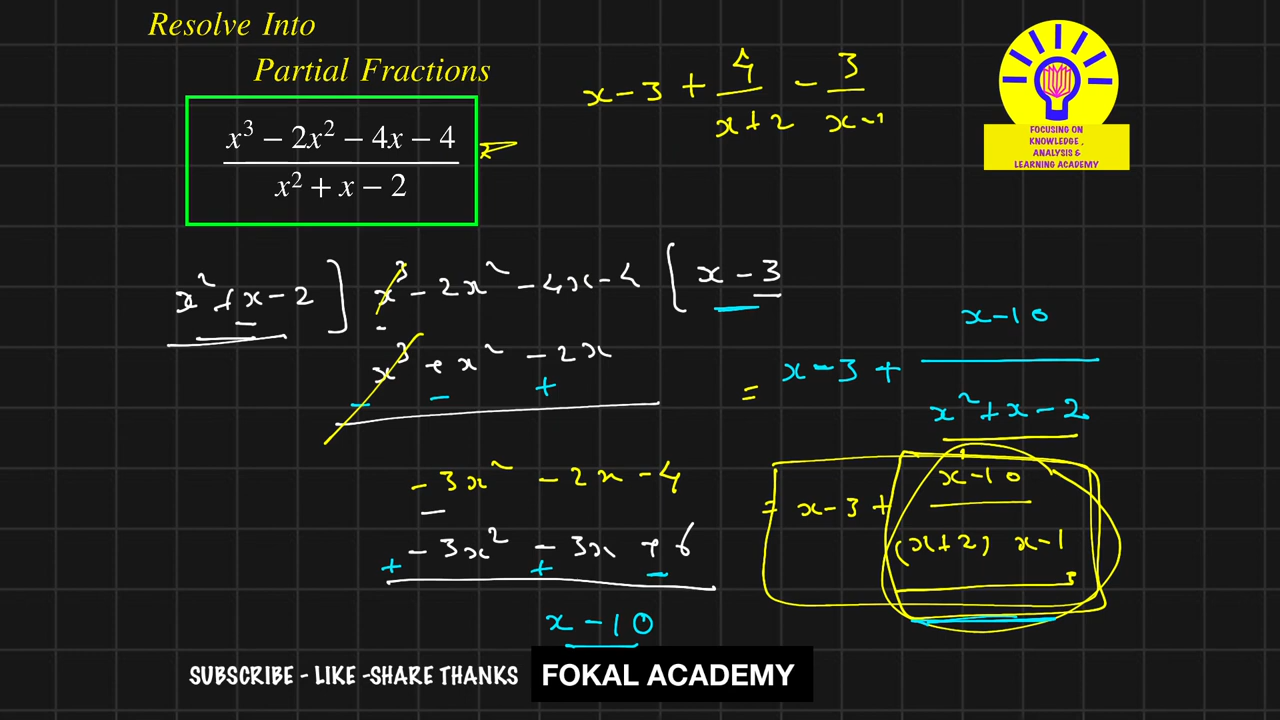 Resolve Into
Partial Fractions
x³ − 2x² − 4x − 4
x² + x − 2
x − 3 + 4/x+2 − 3/x−1
FOCUSING ON
KNOWLEDGE ,
ANALYSIS &
LEARNING ACADEMY
x²+x−2 ] x³ − 2x² − 4x − 4 [ x − 3
x³ + x² − 2x
− − +
−3x² − 2x − 4
−3x² − 3x + 6
+ + −
x − 10
= x − 3 + x−10 / x²+x−2
= x − 3 + x−10 / (x+2) x−1
SUBSCRIBE - LIKE -SHARE THANKS
FOKAL ACADEMY